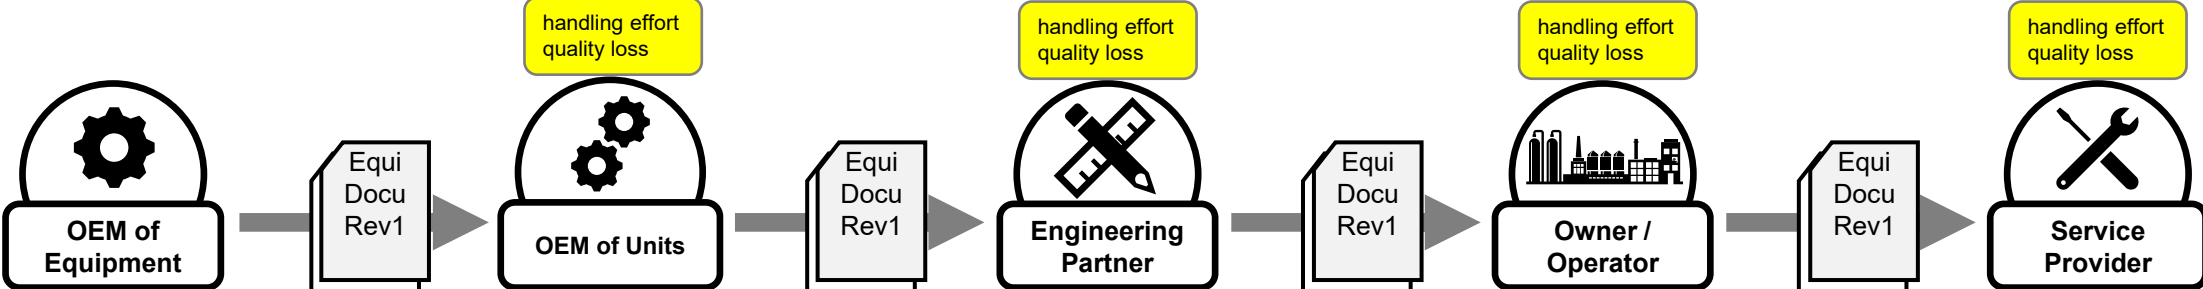 handling effort
quality loss
handling effort
quality loss
handling effort
quality loss
handling effort
quality loss
OEM of
Equipment
Equi
Docu
Rev1
OEM of Units
Equi
Docu
Rev1
Engineering
Partner
Equi
Docu
Rev1
Owner /
Operator
Equi
Docu
Rev1
Service
Provider